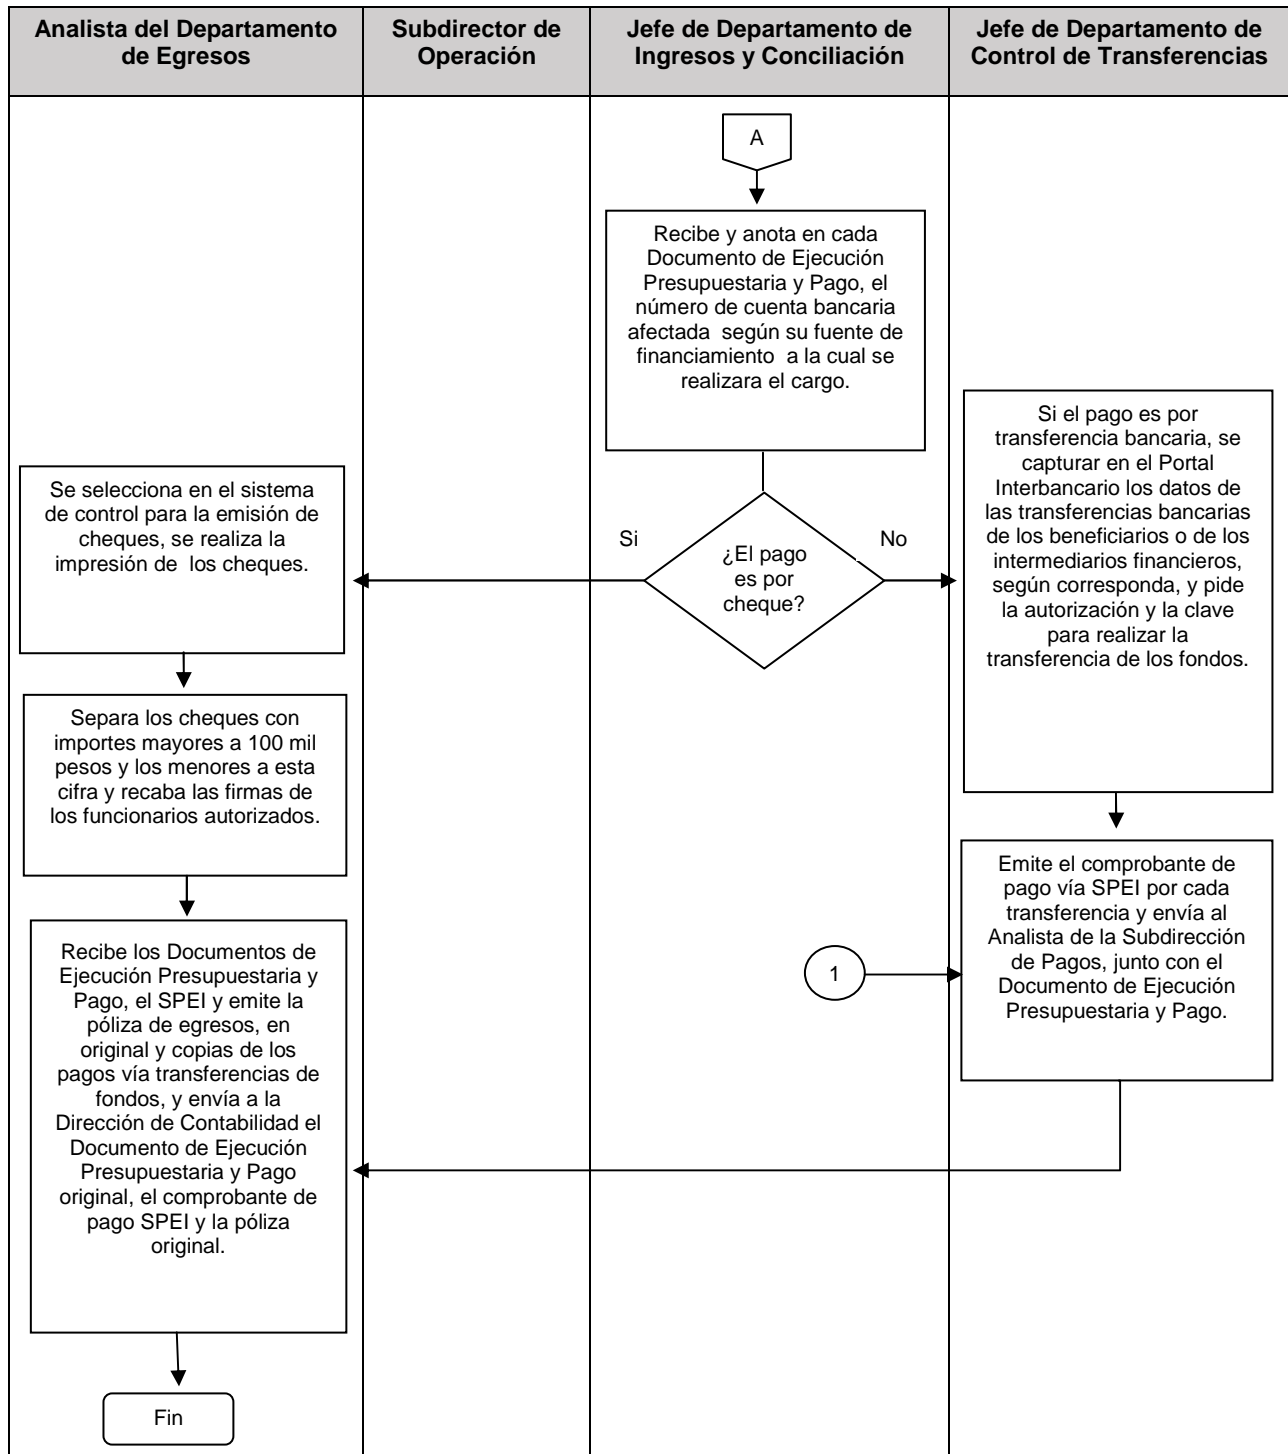 Analista del Departamento
de Egresos
Subdirector de
Operación
Jefe de Departamento de
Ingresos y Conciliación
Jefe de Departamento de
Control de Transferencias
A
Recibe y anota en cada
Documento de Ejecución
Presupuestaria y Pago, el
número de cuenta bancaria
afectada según su fuente de
financiamiento a la cual se
realizara el cargo.
¿El pago
es por
cheque?
Si
No
Se selecciona en el sistema
de control para la emisión de
cheques, se realiza la
impresión de los cheques.
Separa los cheques con
importes mayores a 100 mil
pesos y los menores a esta
cifra y recaba las firmas de
los funcionarios autorizados.
Si el pago es por
transferencia bancaria, se
capturar en el Portal
Interbancario los datos de
las transferencias bancarias
de los beneficiarios o de los
intermediarios financieros,
según corresponda, y pide
la autorización y la clave
para realizar la
transferencia de los fondos.
1
Emite el comprobante de
pago vía SPEI por cada
transferencia y envía al
Analista de la Subdirección
de Pagos, junto con el
Documento de Ejecución
Presupuestaria y Pago.
Recibe los Documentos de
Ejecución Presupuestaria y
Pago, el SPEI y emite la
póliza de egresos, en
original y copias de los
pagos vía transferencias de
fondos, y envía a la
Dirección de Contabilidad el
Documento de Ejecución
Presupuestaria y Pago
original, el comprobante de
pago SPEI y la póliza
original.
Fin